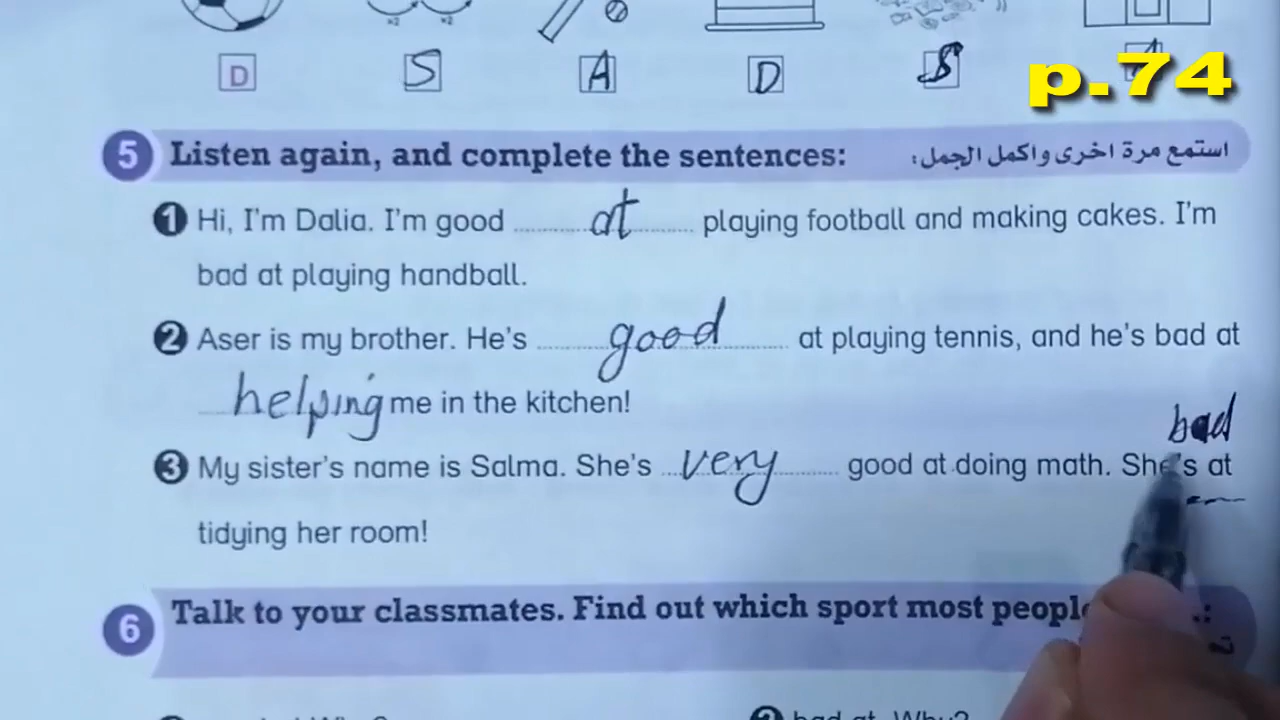 D S A D S A
p.74
5 Listen again, and complete the sentences: استمع مرة اخرى واكمل الجمل:
1 Hi, I'm Dalia. I'm good at playing football and making cakes. I'm
bad at playing handball.
2 Aser is my brother. He's good at playing tennis, and he's bad at
helping me in the kitchen!
bad
3 My sister's name is Salma. She's very good at doing math. She's at
tidying her room!
6 Talk to your classmates. Find out which sport most people
bad at. Why?